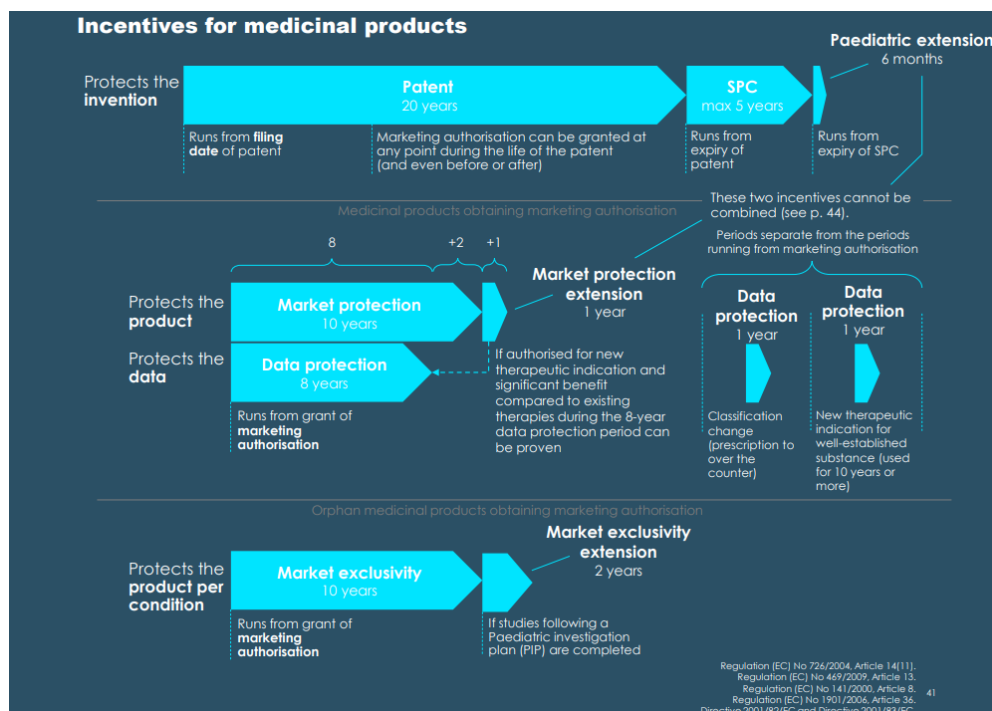 Incentives for medicinal products
Paediatric extension
6 months
Protects the
invention
Patent
20 years
SPC
max 5 years
Runs from filing
date of patent
Marketing authorisation can be granted at
any point during the life of the patent
(and even before or after)
Runs from
expiry of
patent
Runs from
expiry of SPC
These two incentives cannot be
combined (see p. 44).
Medicinal products obtaining marketing authorisation
Periods separate from the periods
running from marketing authorisation
8
+2
+1
Protects the
product
Market protection
10 years
Market protection
extension
1 year
Data
protection
1 year
Data
protection
1 year
Protects the
data
Data protection
8 years
Runs from grant of
marketing
authorisation
If authorised for new
therapeutic indication and
significant benefit
compared to existing
therapies during the 8-year
data protection period can
be proven
Classification
change
(prescription to
over the
counter)
New therapeutic
indication for
well-established
substance (used
for 10 years or
more)
Orphan medicinal products obtaining marketing authorisation
Protects the
product per
condition
Market exclusivity
10 years
Market exclusivity
extension
2 years
Runs from grant of
marketing
authorisation
If studies following a
Paediatric investigation
plan (PIP) are completed
Regulation (EC) No 726/2004, Article 14(11).
Regulation (EC) No 469/2009, Article 13.
Regulation (EC) No 141/2000, Article 8.
Regulation (EC) No 1901/2006, Article 36.
Directive 2001/82/EC and Directive 2001/83/EC
41